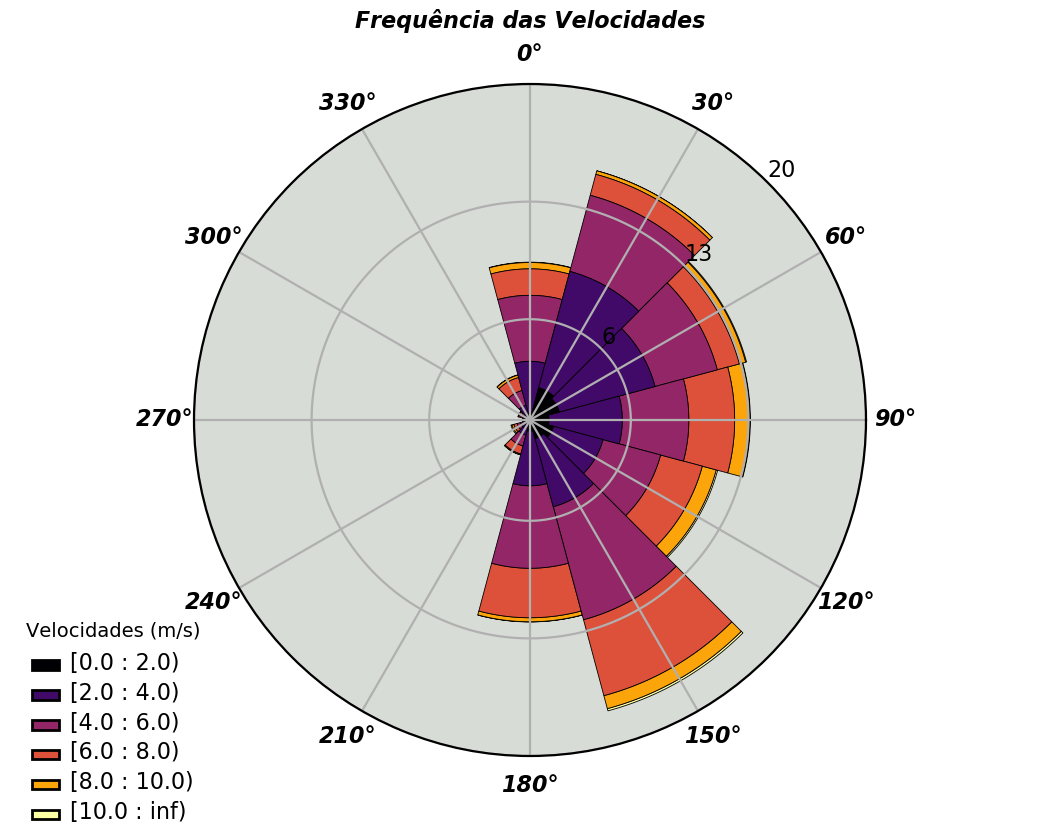 Frequência das Velocidades
0°
330°
30°
20
300°
60°
13
6
270°
90°
240°
120°
210°
150°
180°
Velocidades (m/s)
[0.0 : 2.0)
[2.0 : 4.0)
[4.0 : 6.0)
[6.0 : 8.0)
[8.0 : 10.0)
[10.0 : inf)